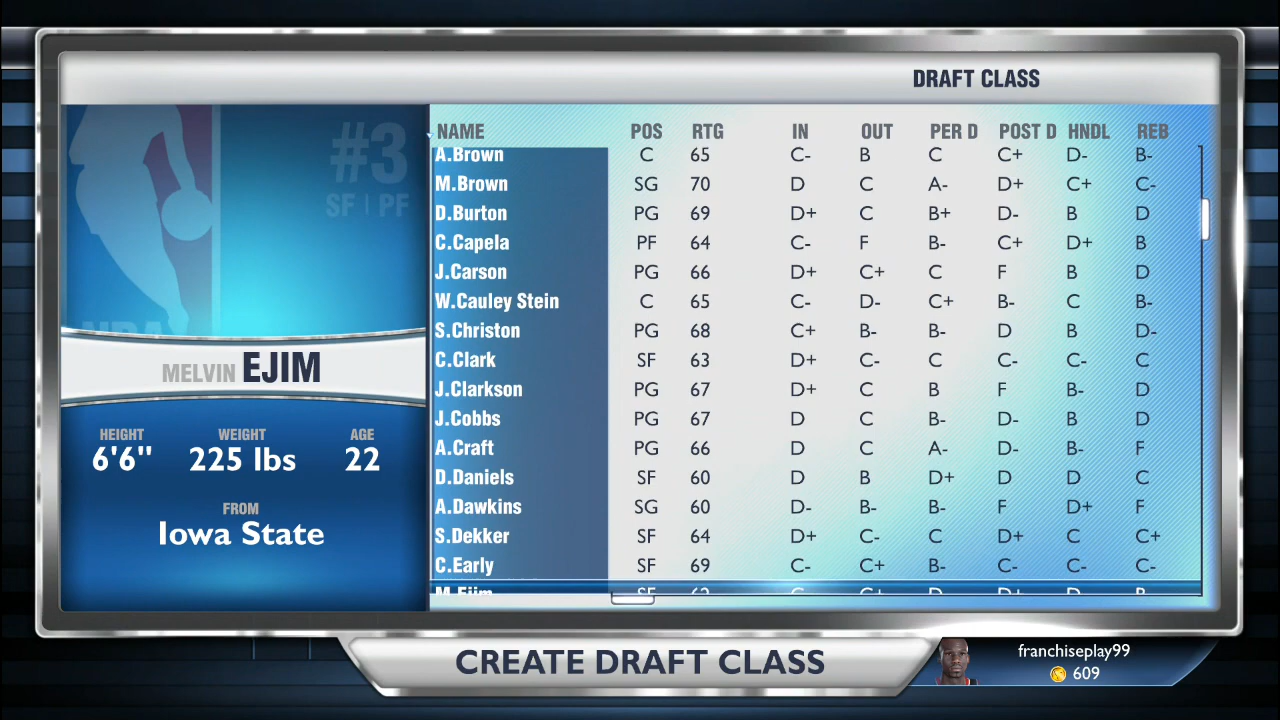 DRAFT CLASS
#3
SF | PF
NBA
MELVIN EJIM
HEIGHT WEIGHT AGE
6'6" 225 lbs 22
FROM
Iowa State
NAME POS RTG IN OUT PER D POST D HNDL REB
A.Brown C 65 C- B C C+ D- B-
M.Brown SG 70 D C A- D+ C+ C-
D.Burton PG 69 D+ C B+ D- B D
C.Capela PF 64 C- F B- C+ D+ B
J.Carson PG 66 D+ C+ C F B D
W.Cauley Stein C 65 C- D- C+ B- C B-
S.Christon PG 68 C+ B- B- D B D-
C.Clark SF 63 D+ C- C C- C- C
J.Clarkson PG 67 D+ C B F B- D
J.Cobbs PG 67 D C B- D- B D
A.Craft PG 66 D C A- D- B- F
D.Daniels SF 60 D B D+ D D C
A.Dawkins SG 60 D- B- B- F D+ F
S.Dekker SF 64 D+ C- C D+ C C+
C.Early SF 69 C- C+ B- C- C- C-
M.Ejim SF
CREATE DRAFT CLASS
franchiseplay99
609